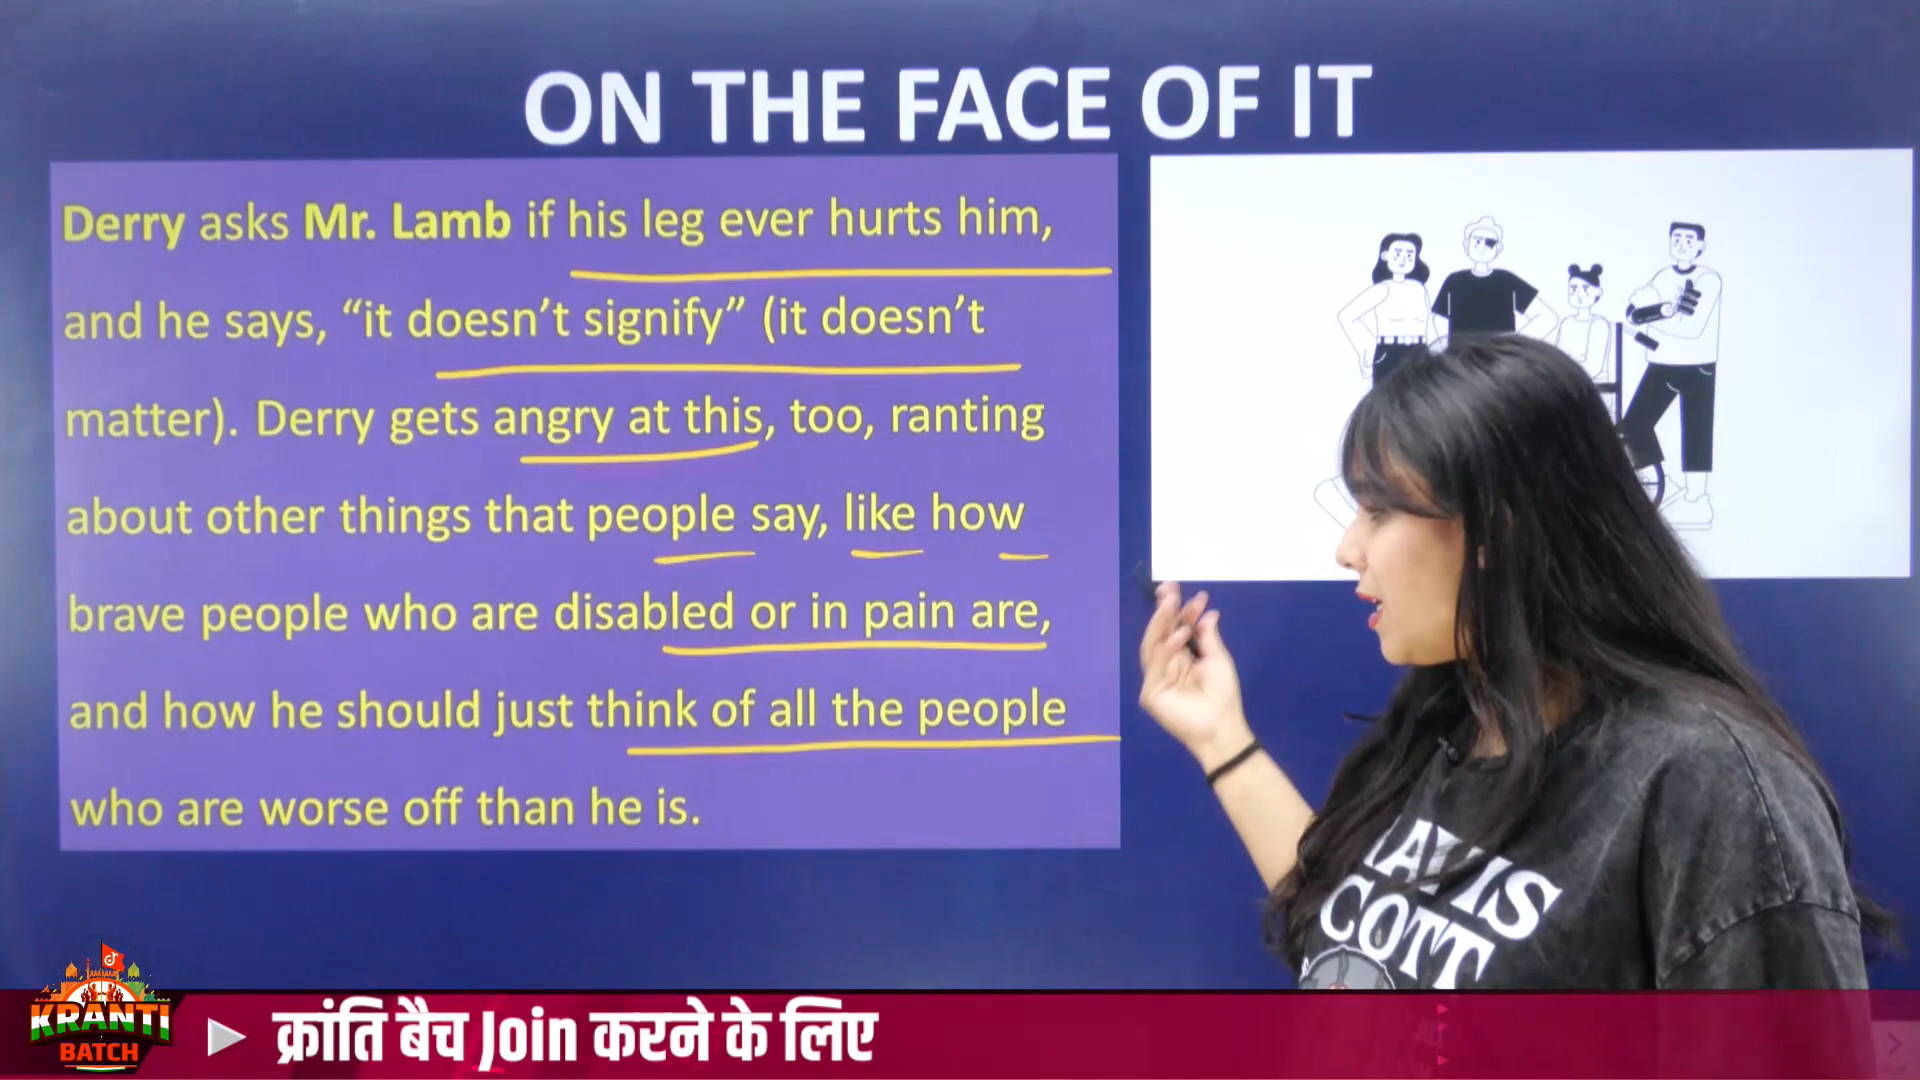 ON THE FACE OF IT
Derry asks Mr. Lamb if his leg ever hurts him,
and he says, “it doesn’t signify” (it doesn’t
matter). Derry gets angry at this, too, ranting
about other things that people say, like how
brave people who are disabled or in pain are,
and how he should just think of all the people
who are worse off than he is.
COTT
KRANTI
BATCH
क्रांति बैच Join करने के लिए